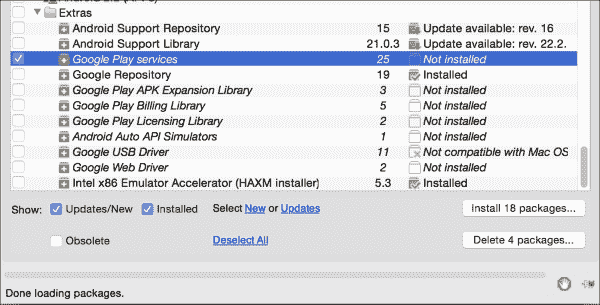 Extras
Android Support Repository 15 Update available: rev. 16
Android Support Library 21.0.3 Update available: rev. 22.2.
Google Play services 25 Not installed
Google Repository 19 Installed
Google Play APK Expansion Library 3 Not installed
Google Play Billing Library 5 Not installed
Google Play Licensing Library 2 Not installed
Android Auto API Simulators 1 Not installed
Google USB Driver 11 Not compatible with Mac OS
Google Web Driver 2 Not installed
Intel x86 Emulator Accelerator (HAXM installer) 5.3 Installed
Show: Updates/New Installed Select New or Updates Install 18 packages...
Obsolete Deselect All Delete 4 packages...
Done loading packages.